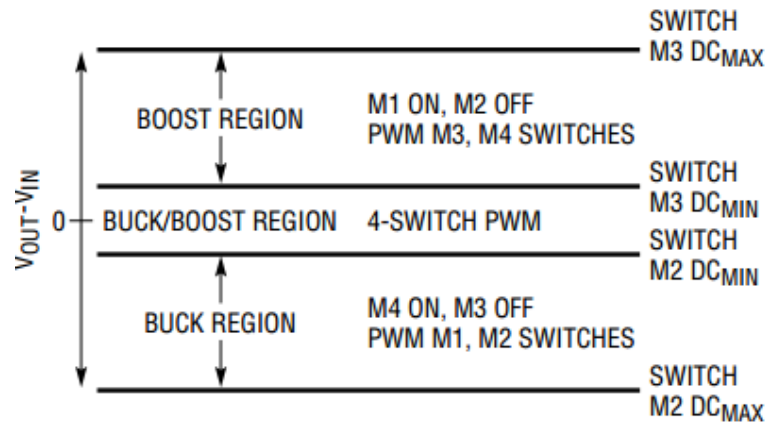 SWITCH
M3 DCMAX
BOOST REGION
M1 ON, M2 OFF
PWM M3, M4 SWITCHES
SWITCH
M3 DCMIN
VOUT-VIN
0
BUCK/BOOST REGION
4-SWITCH PWM
SWITCH
M2 DCMIN
BUCK REGION
M4 ON, M3 OFF
PWM M1, M2 SWITCHES
SWITCH
M2 DCMAX